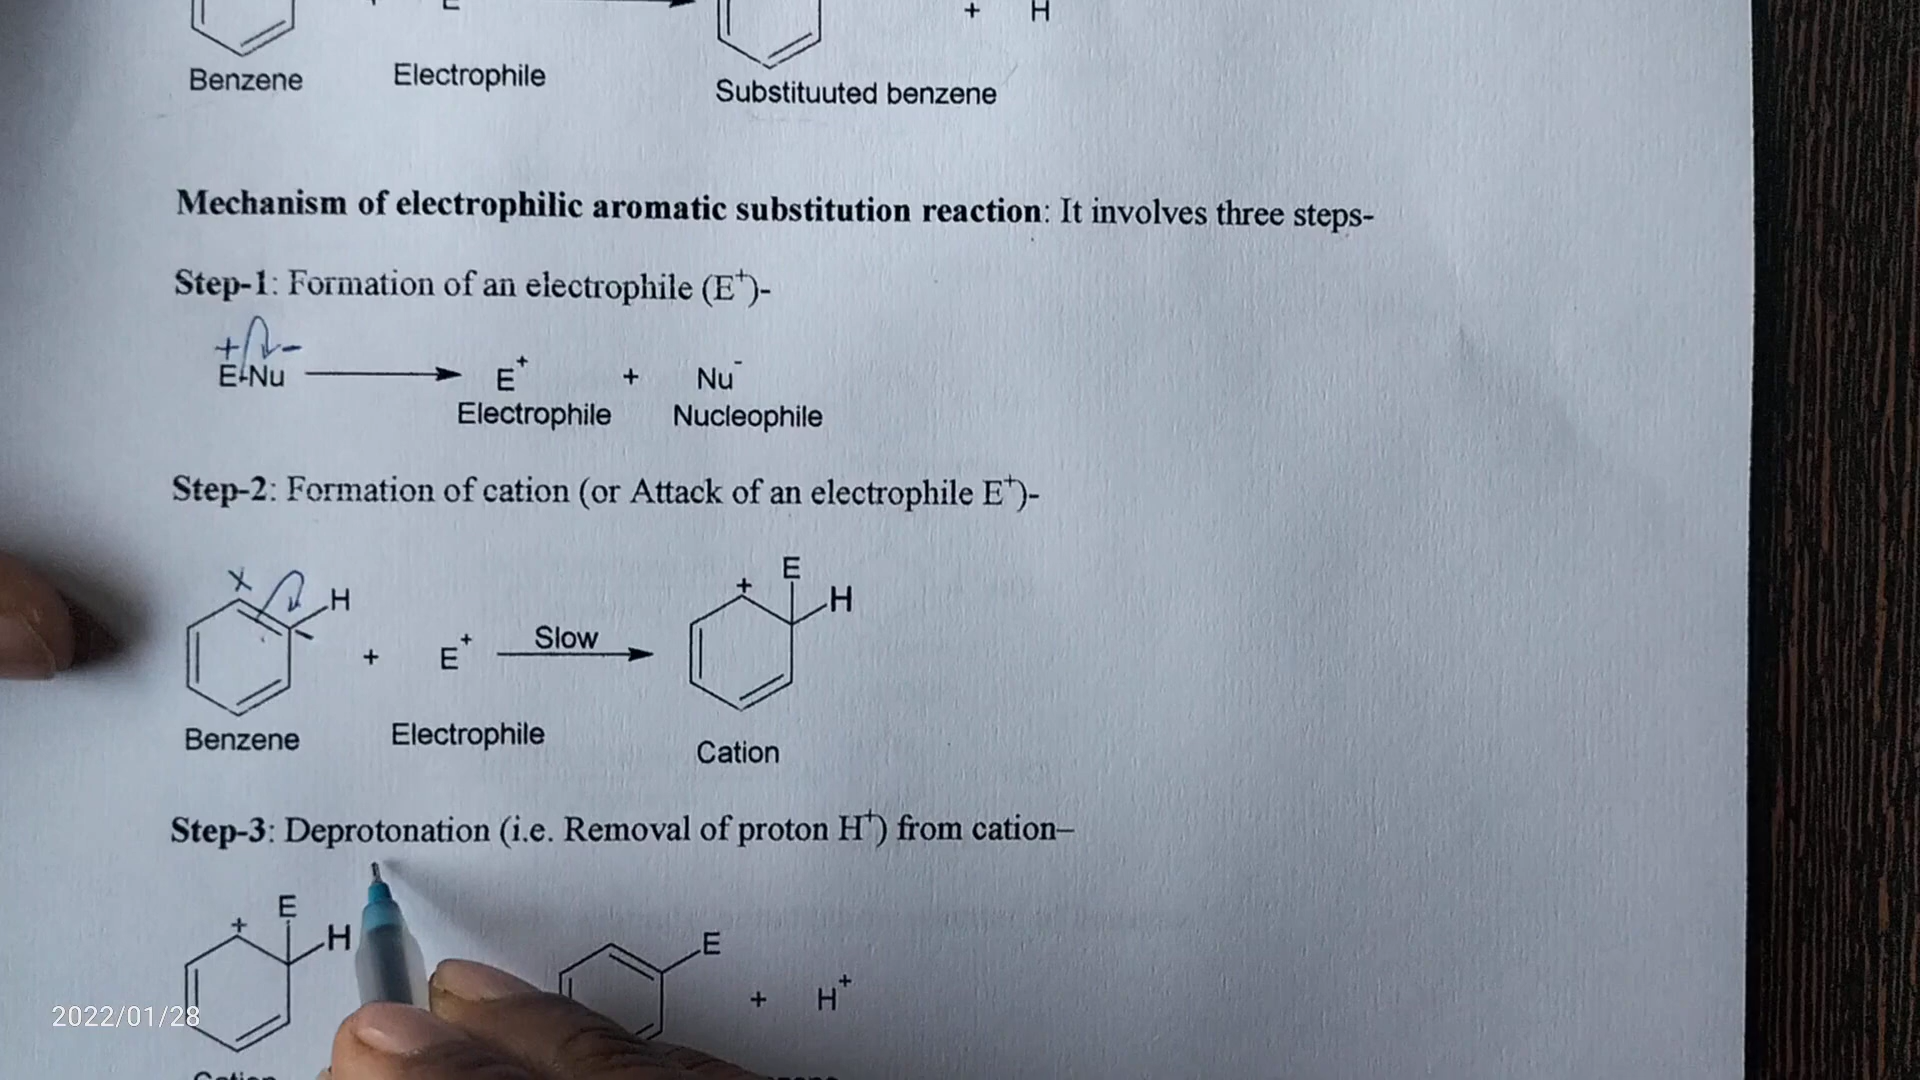 E + H
Benzene Electrophile Substituuted benzene
Mechanism of electrophilic aromatic substitution reaction: It involves three steps-
Step-1: Formation of an electrophile (E⁺)-
+ -
E-Nu E⁺ + Nu⁻
Electrophile Nucleophile
Step-2: Formation of cation (or Attack of an electrophile E⁺)-
E
+ H
H
+ E⁺ Slow
Benzene Electrophile Cation
Step-3: Deprotonation (i.e. Removal of proton H⁺) from cation–
E
+ H E
+ H⁺
2022/01/28
Cation